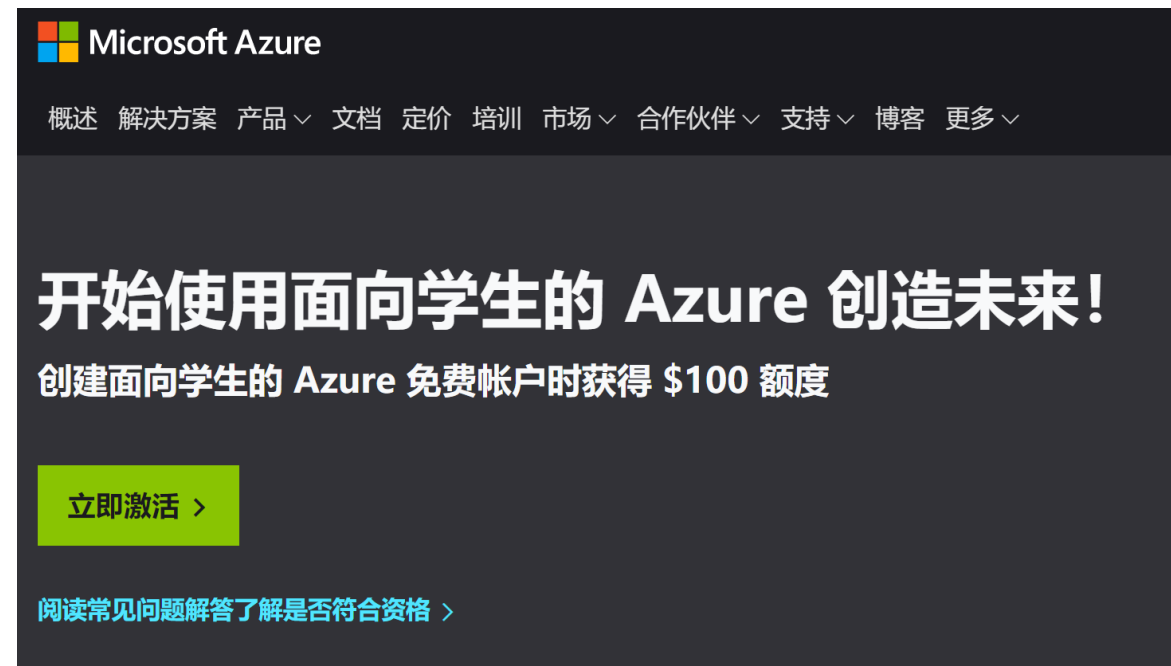 Microsoft Azure
概述 解决方案 产品 文档 定价 培训 市场 合作伙伴 支持 博客 更多
开始使用面向学生的 Azure 创造未来!
创建面向学生的 Azure 免费帐户时获得 $100 额度
立即激活 >
阅读常见问题解答了解是否符合资格 >